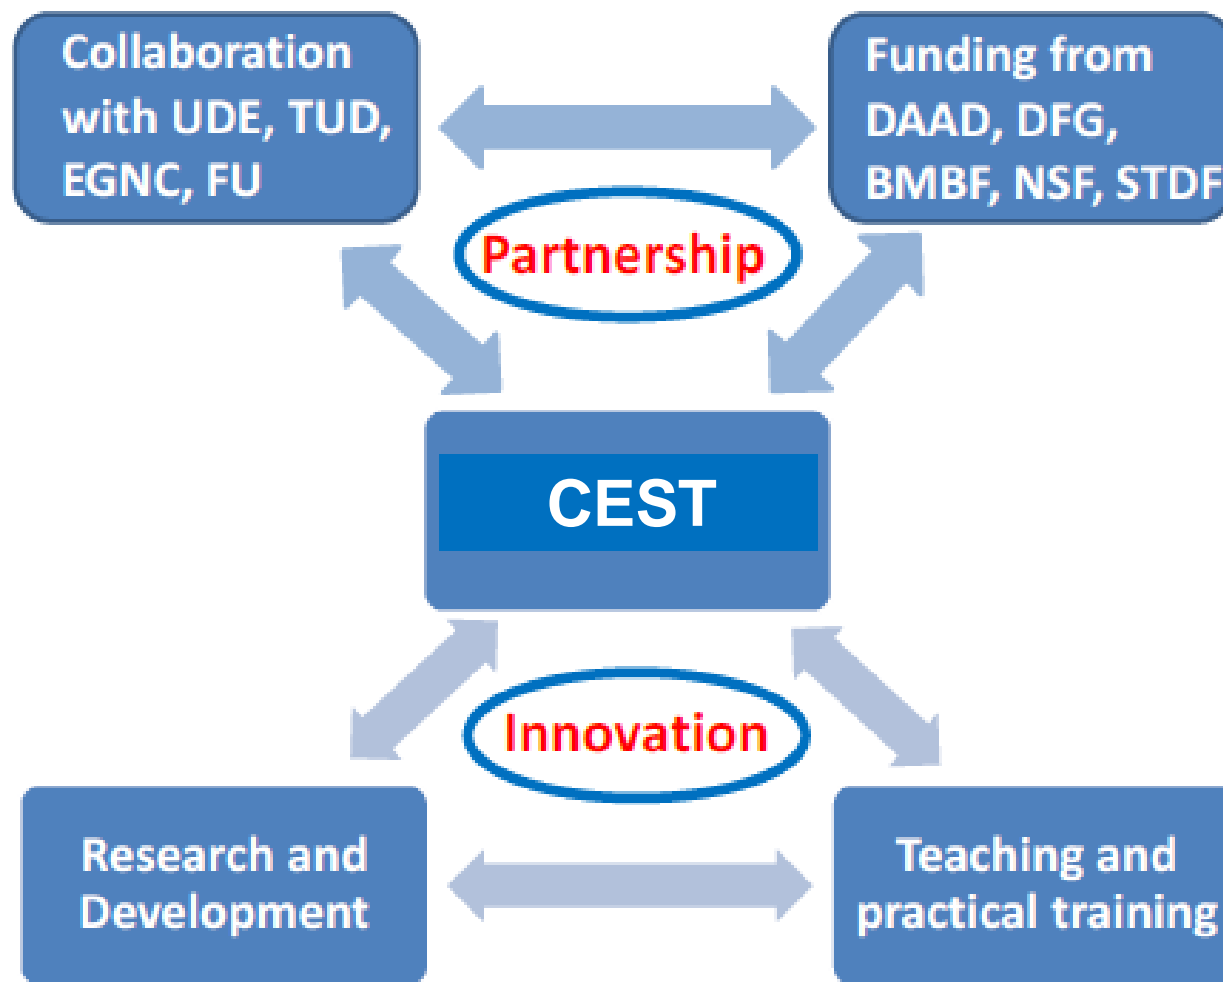 Collaboration
with UDE, TUD,
EGNC, FU
Funding from
DAAD, DFG,
BMBF, NSF, STDF
Partnership
CEST
Innovation
Research and
Development
Teaching and
practical training